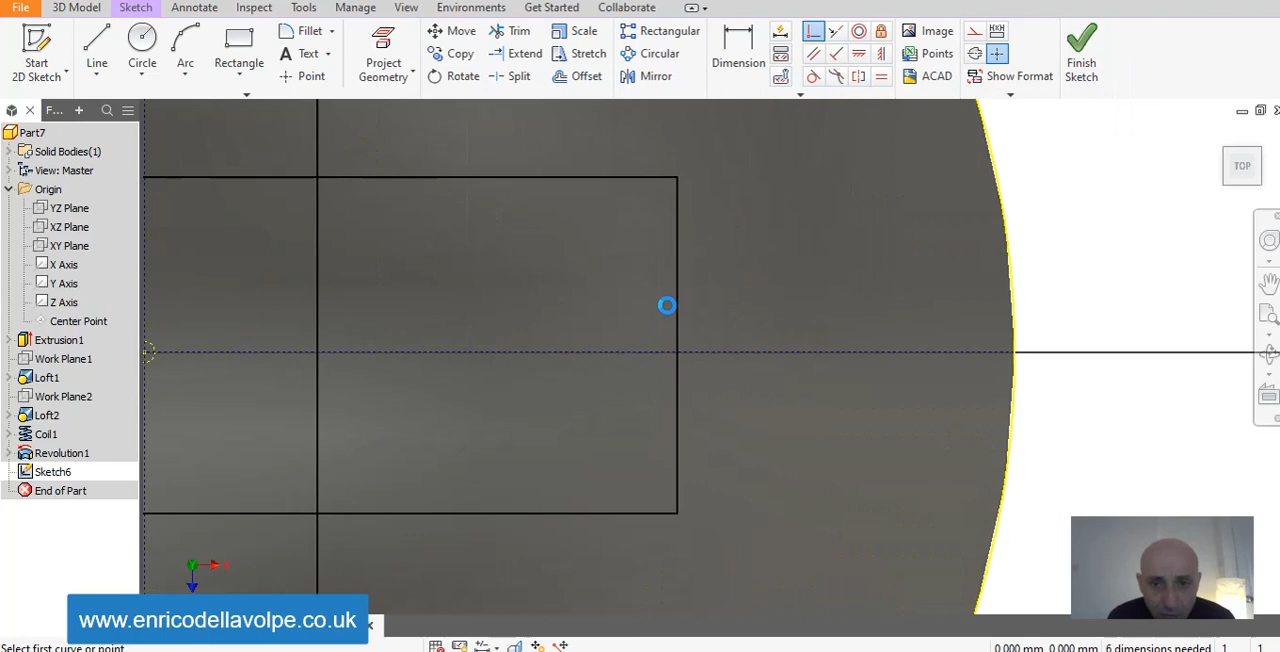 File 3D Model Sketch Annotate Inspect Tools Manage View Environments Get Started Collaborate
Start
2D Sketch
Line
Circle
Arc
Rectangle
Fillet
Text
Point
Project
Geometry
Move
Copy
Rotate
Trim
Extend
Split
Scale
Stretch
Offset
Rectangular
Circular
Mirror
Dimension
Image
Points
ACAD
Show Format
Finish
Sketch
F...
Part7
Solid Bodies(1)
View: Master
Origin
YZ Plane
XZ Plane
XY Plane
X Axis
Y Axis
Z Axis
Center Point
Extrusion1
Work Plane1
Loft1
Work Plane2
Loft2
Coil1
Revolution1
Sketch6
End of Part
TOP
www.enricodellavolpe.co.uk
Select first curve or point
0.000 mm, 0.000 mm 6 dimensions needed 1 1